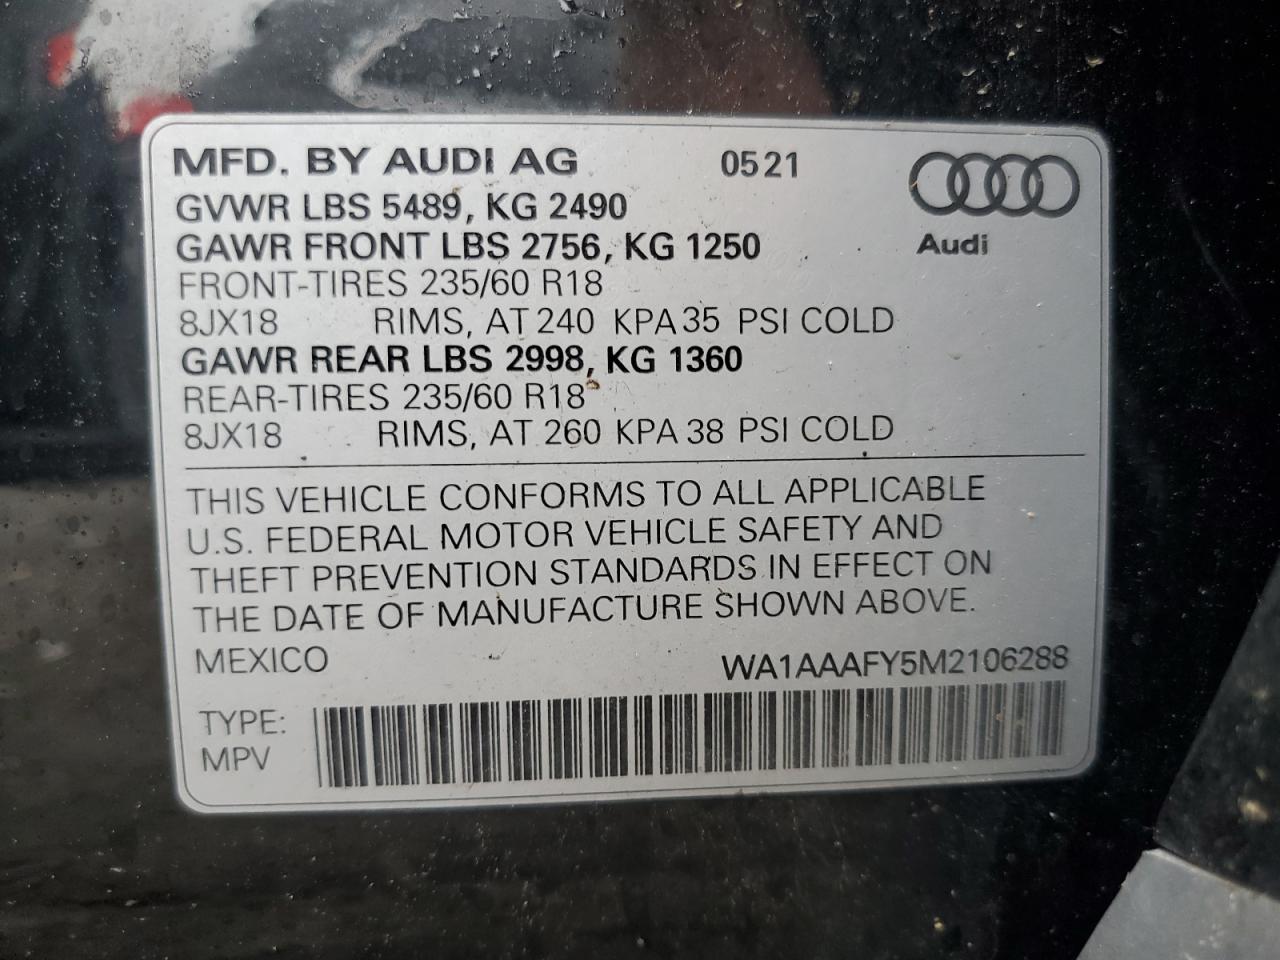 MFD. BY AUDI AG 0521
GVWR LBS 5489, KG 2490
GAWR FRONT LBS 2756, KG 1250
Audi
FRONT-TIRES 235/60 R18
8JX18 RIMS, AT 240 KPA 35 PSI COLD
GAWR REAR LBS 2998, KG 1360
REAR-TIRES 235/60 R18
8JX18 RIMS, AT 260 KPA 38 PSI COLD
THIS VEHICLE CONFORMS TO ALL APPLICABLE
U.S. FEDERAL MOTOR VEHICLE SAFETY AND
THEFT PREVENTION STANDARDS IN EFFECT ON
THE DATE OF MANUFACTURE SHOWN ABOVE.
MEXICO WA1AAAFY5M2106288
TYPE:
MPV